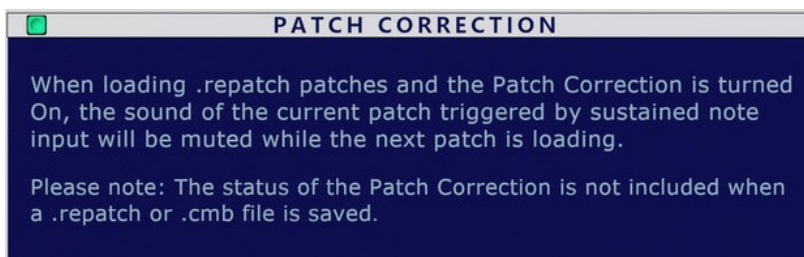 PATCH CORRECTION
When loading .repatch patches and the Patch Correction is turned
On, the sound of the current patch triggered by sustained note
input will be muted while the next patch is loading.
Please note: The status of the Patch Correction is not included when
a .repatch or .cmb file is saved.